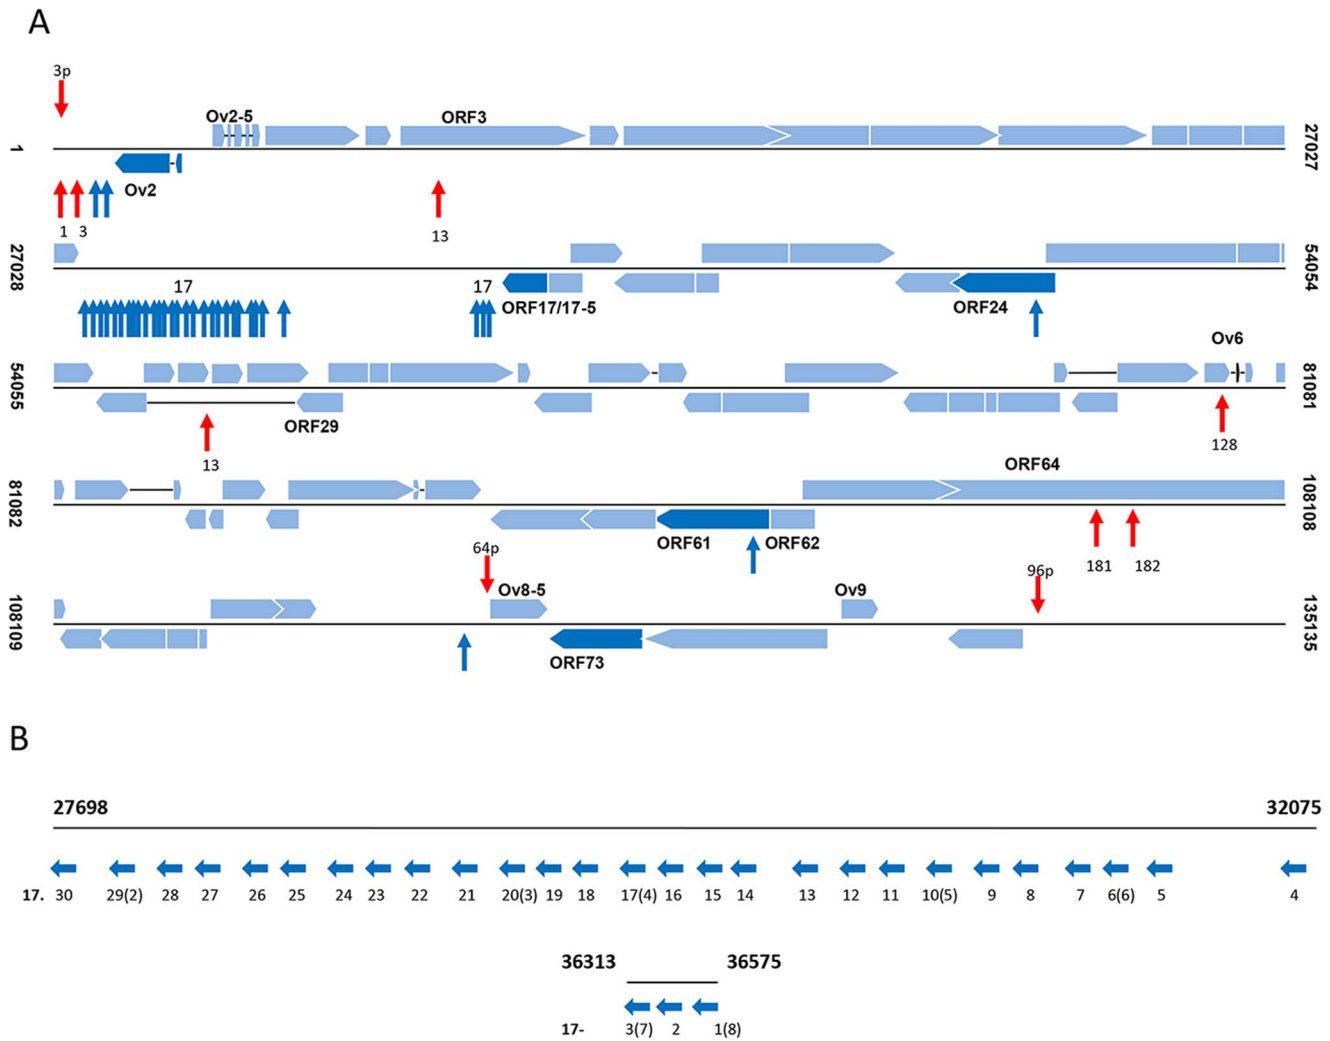 A
3p
Ov2-5
ORF3
1
27027
Ov2
1
3
13
27028
54054
17
17
ORF17/17-5
ORF24
Ov6
54055
81081
ORF29
13
128
ORF64
81082
108108
ORF61
ORF62
64p
181
182
96p
Ov8-5
Ov9
108109
135135
ORF73
B
27698
32075
17. 30 29(2) 28 27 26 25 24 23 22 21 20(3) 19 18 17(4) 16 15 14 13 12 11 10(5) 9 8 7 6(6) 5 4
36313
36575
17- 3(7) 2 1(8)